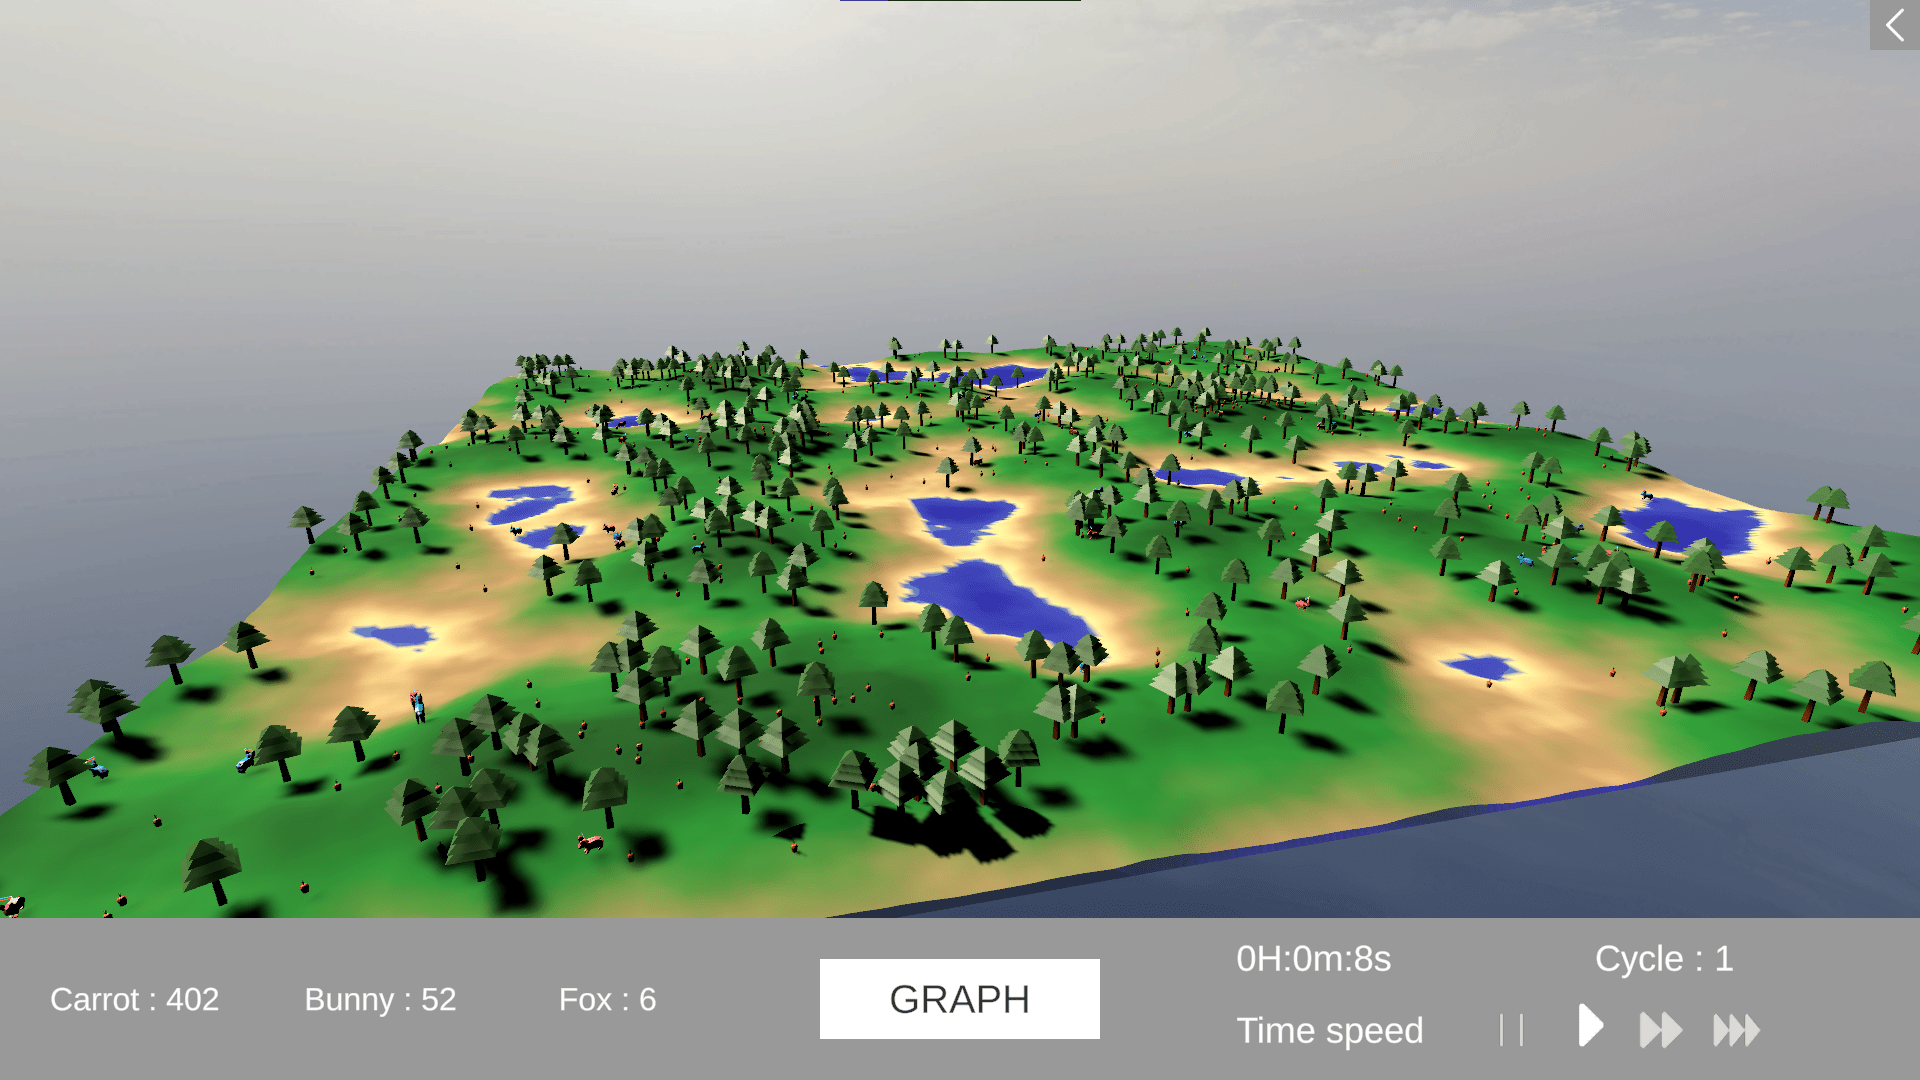 Carrot : 402
Bunny : 52
Fox : 6
GRAPH
0H:0m:8s
Cycle : 1
Time speed